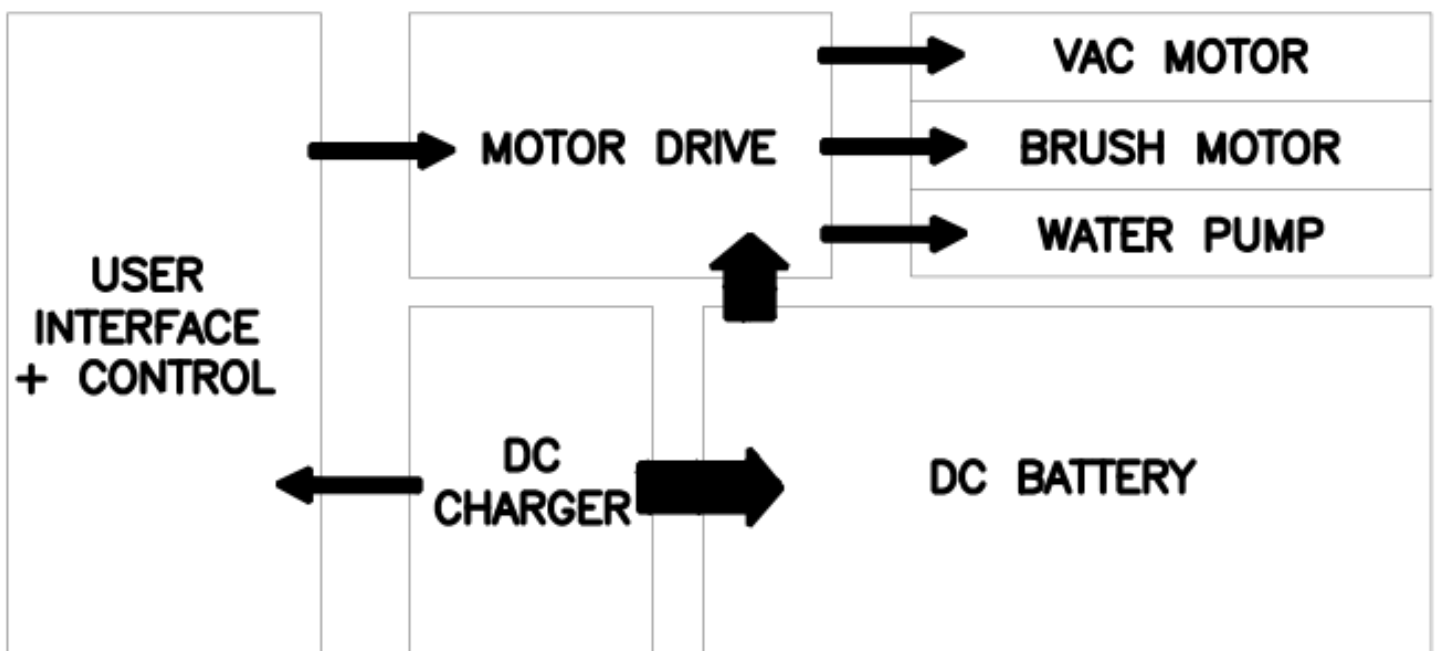 VAC MOTOR
MOTOR DRIVE
BRUSH MOTOR
WATER PUMP
USER
INTERFACE
+ CONTROL
DC
CHARGER
DC BATTERY